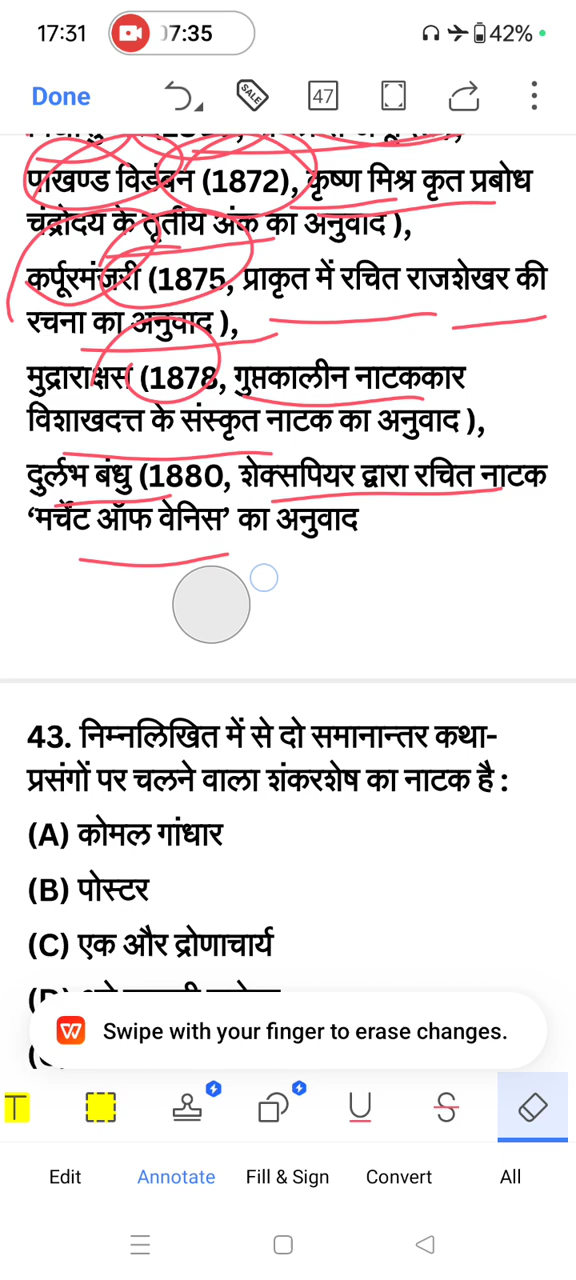 17:31
07:35
42%
Done
SALE
47
पाखण्ड विडंबन (1872), कृष्ण मिश्र कृत प्रबोध
चंद्रोदय के तृतीय अंक का अनुवाद ),
कर्पूरमंजरी (1875, प्राकृत में रचित राजशेखर की
रचना का अनुवाद ),
मुद्राराक्षस (1878, गुप्तकालीन नाटककार
विशाखदत्त के संस्कृत नाटक का अनुवाद ),
दुर्लभ बंधु (1880, शेक्सपियर द्वारा रचित नाटक
‘मर्चेंट ऑफ वेनिस’ का अनुवाद
43. निम्नलिखित में से दो समानान्तर कथा-
प्रसंगों पर चलने वाला शंकरशेष का नाटक है :
(A) कोमल गांधार
(B) पोस्टर
(C) एक और द्रोणाचार्य
Swipe with your finger to erase changes.
Edit Annotate Fill & Sign Convert All